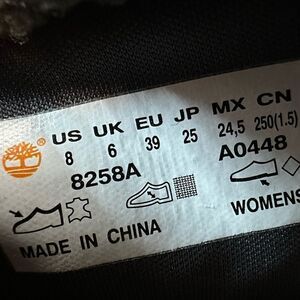 US UK EU JP MX CN
8 6 39 25 24,5 250(1.5)
8258A A0448
WOMENS
MADE IN CHINA